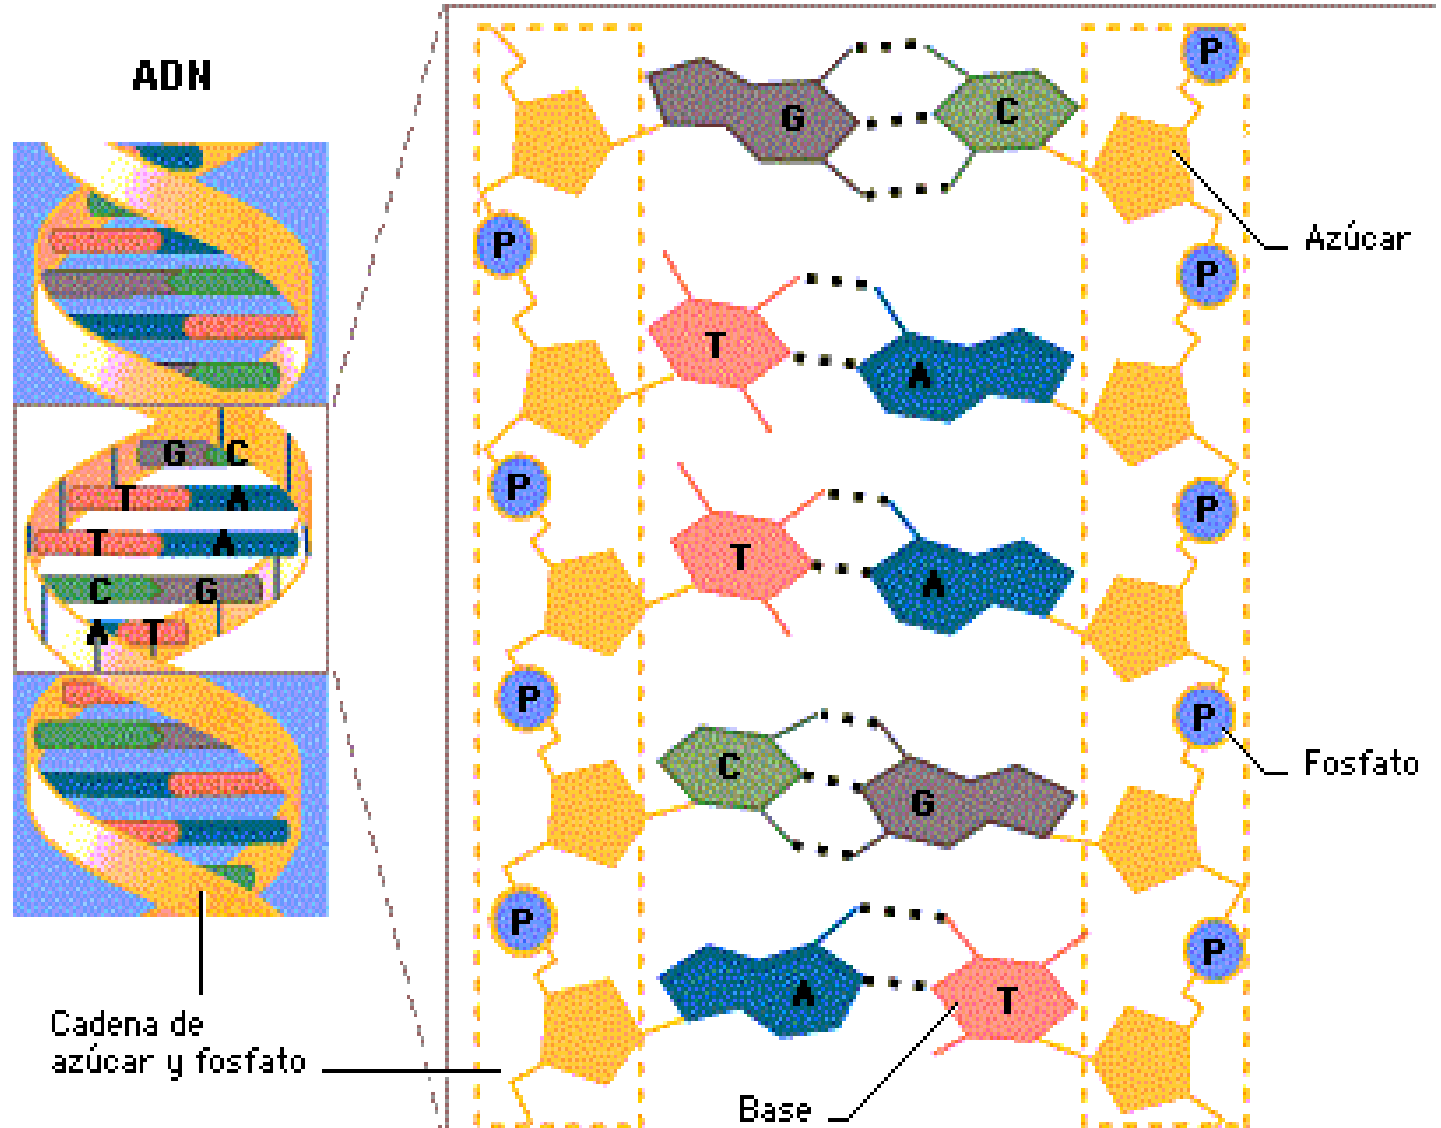 ADN
G C
T A
T A
C G
A T
Cadena de
azúcar y fosfato
P
G C
Azúcar
P P
T A
P P
T A
P P
Fosfato
C G
P P
A T
Base